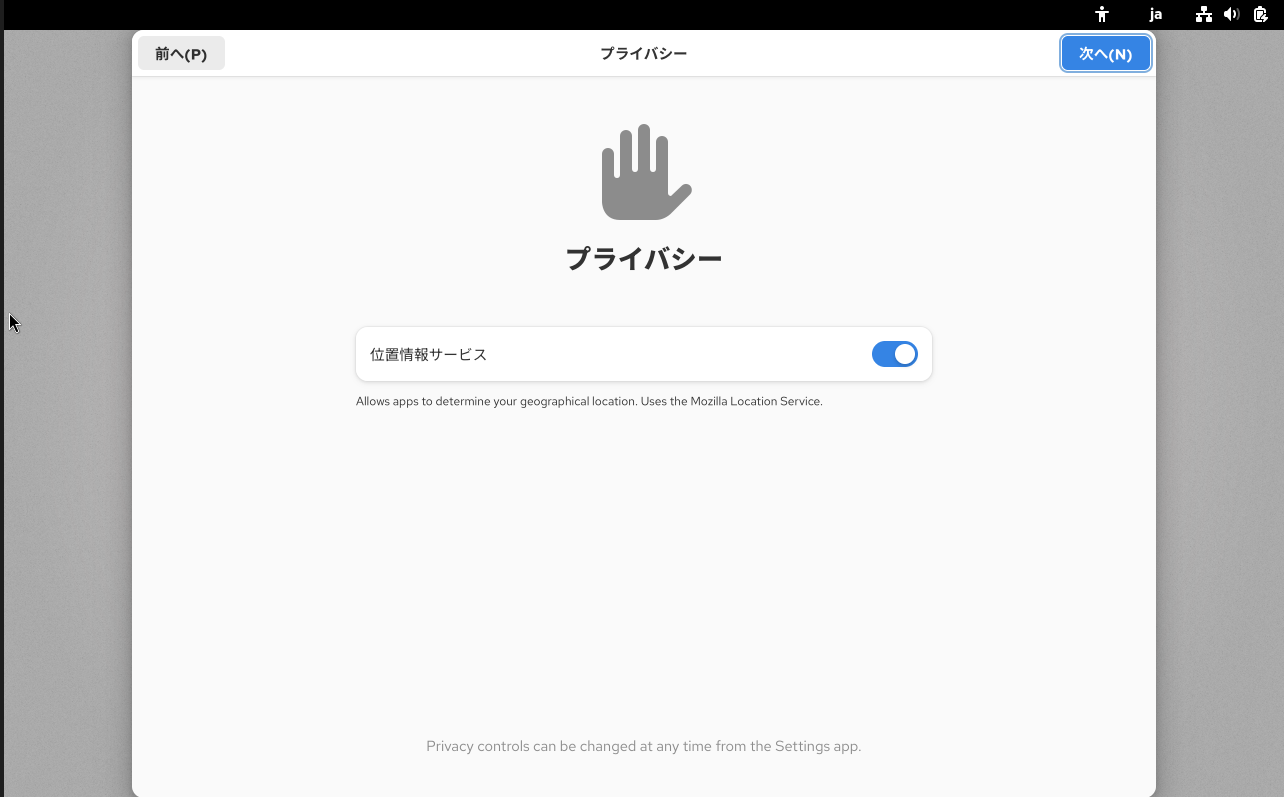 ja
前へ(P)
プライバシー
次へ(N)
プライバシー
位置情報サービス
Allows apps to determine your geographical location. Uses the Mozilla Location Service.
Privacy controls can be changed at any time from the Settings app.